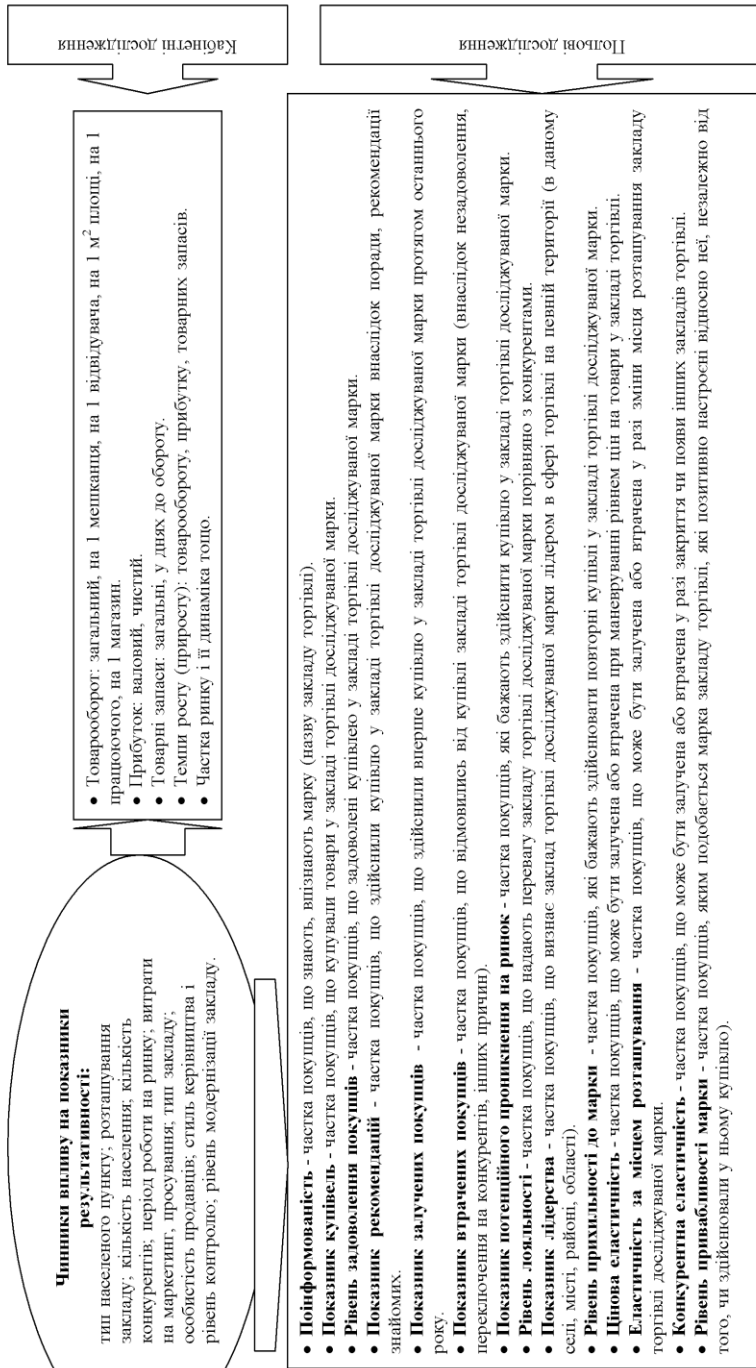 Чинники впливу на показники
результативності:
тип населеного пункту; розташування
закладу; кількість населення; кількість
конкурентів; період роботи на ринку; витрати
на маркетинг, просування; тип закладу;
особистість продавців; стиль керівництва і
рівень контролю; рівень модернізації закладу.
• Товарооборот: загальний, на 1 мешканця, на 1 відвідувача, на 1 м² площі, на 1
працюючого, на 1 магазин.
• Прибуток: валовий, чистий.
• Товарні запаси: загальні, у днях до обороту.
• Темпи росту (приросту): товарообороту, прибутку, товарних запасів.
• Частка ринку і її динаміка тощо.
Кабінетні дослідження
• Поінформованість - частка покупців, що знають, впізнають марку (назву закладу торгівлі).
• Показник купівель - частка покупців, що купували товари у закладі торгівлі досліджуваної марки.
• Рівень задоволення покупців - частка покупців, що задоволені купівлею у закладі торгівлі досліджуваної марки.
• Показник рекомендацій - частка покупців, що здійснили купівлю у закладі торгівлі досліджуваної марки внаслідок поради, рекомендації
знайомих.
• Показник залучених покупців - частка покупців, що здійснили вперше купівлю у закладі торгівлі досліджуваної марки протягом останнього
року.
• Показник втрачених покупців - частка покупців, що відмовились від купівлі закладі торгівлі досліджуваної марки (внаслідок незадоволення,
переключення на конкурентів, інших причин).
• Показник потенційного проникнення на ринок - частка покупців, які бажають здійснити купівлю у закладі торгівлі досліджуваної марки.
• Рівень лояльності - частка покупців, що надають перевагу закладу торгівлі досліджуваної марки порівняно з конкурентами.
• Показник лідерства - частка покупців, що визнає заклад торгівлі досліджуваної марки лідером в сфері торгівлі на певній території (в даному
селі, місті, районі, області).
• Рівень прихильності до марки - частка покупців, які бажають здійснювати повторні купівлі у закладі торгівлі досліджуваної марки.
• Цінова еластичність - частка покупців, що може бути залучена або втрачена при маневруванні рівнем цін на товари у закладі торгівлі.
• Еластичність за місцем розташування - частка покупців, що може бути залучена або втрачена у разі зміни місця розташування закладу
торгівлі досліджуваної марки.
• Конкурентна еластичність - частка покупців, що може бути залучена або втрачена у разі закриття чи появи інших закладів торгівлі.
• Рівень привабливості марки - частка покупців, яким подобається марка закладу торгівлі, які позитивно настроєні відносно неї, незалежно від
того, чи здійснювали у ньому купівлю).
Польові дослідження